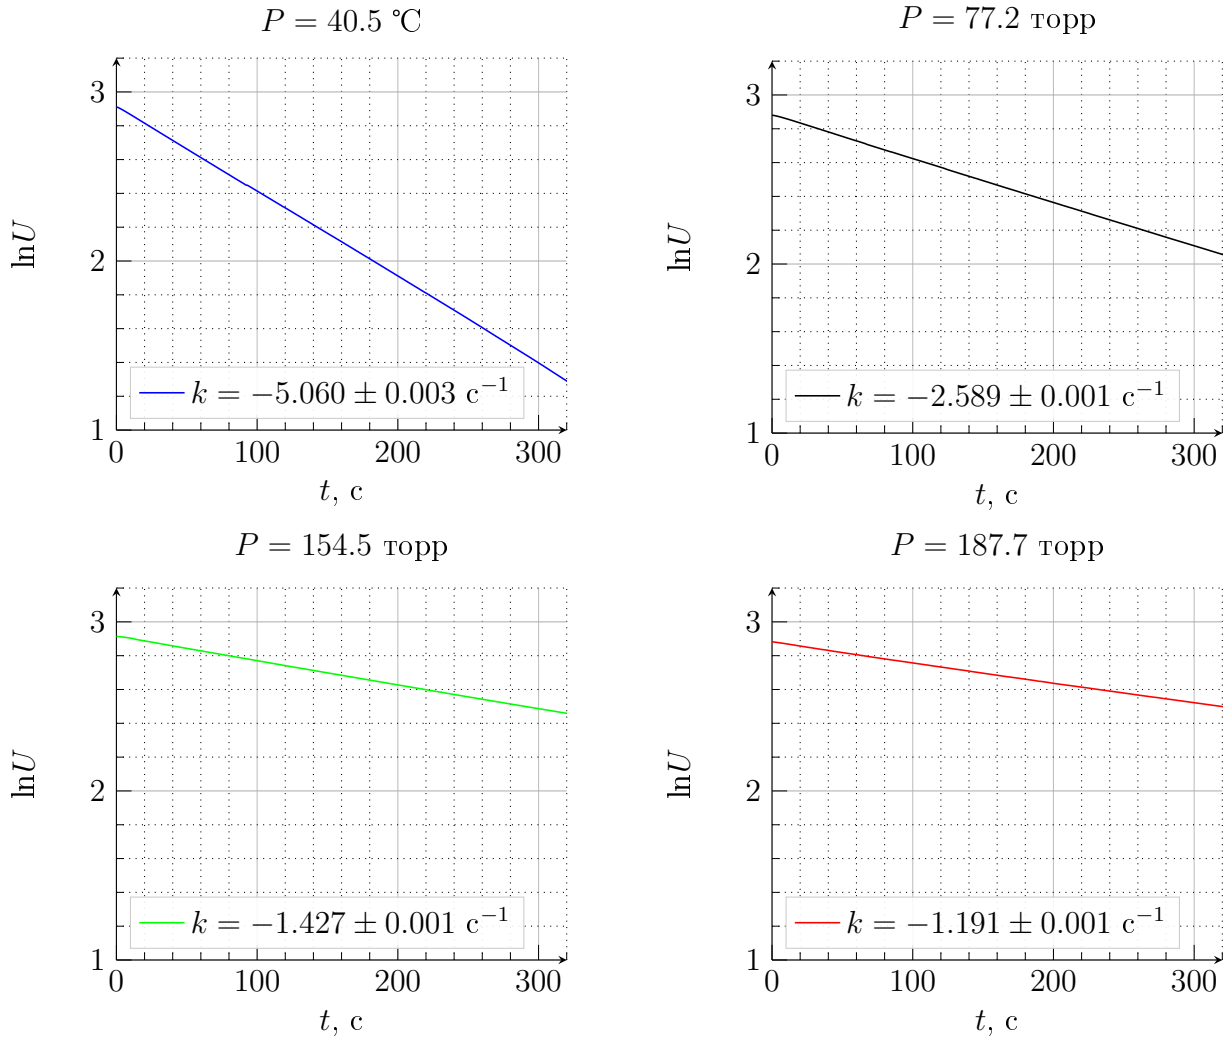 P = 40.5 ℃
3
2
1
0 100 200 300
lnU
t, с
k = −5.060 ± 0.003 с⁻¹
P = 77.2 торр
3
2
1
0 100 200 300
lnU
t, с
k = −2.589 ± 0.001 с⁻¹
P = 154.5 торр
3
2
1
0 100 200 300
lnU
t, с
k = −1.427 ± 0.001 с⁻¹
P = 187.7 торр
3
2
1
0 100 200 300
lnU
t, с
k = −1.191 ± 0.001 с⁻¹